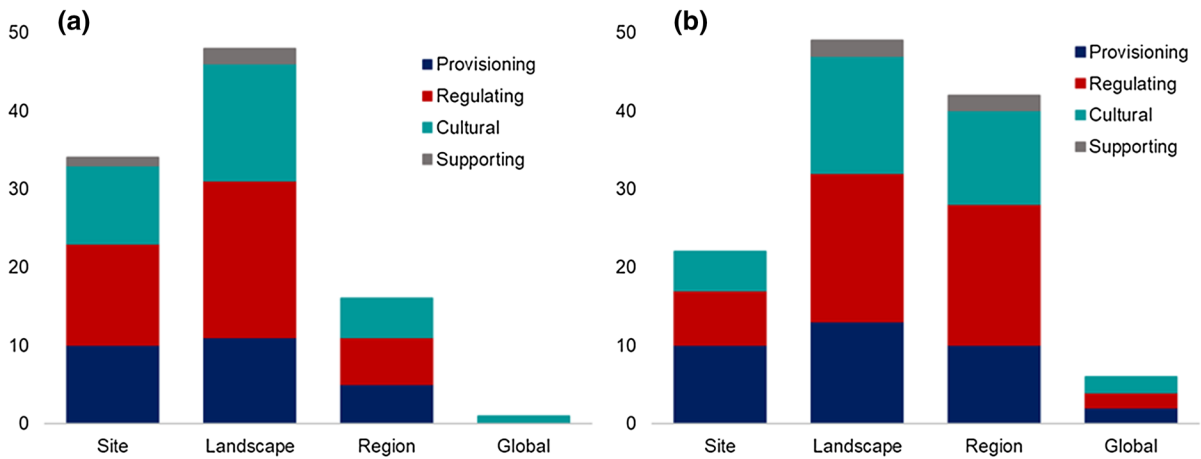 (a)
50
40
30
20
10
0
Provisioning
Regulating
Cultural
Supporting
Site Landscape Region Global
(b)
50
40
30
20
10
0
Provisioning
Regulating
Cultural
Supporting
Site Landscape Region Global